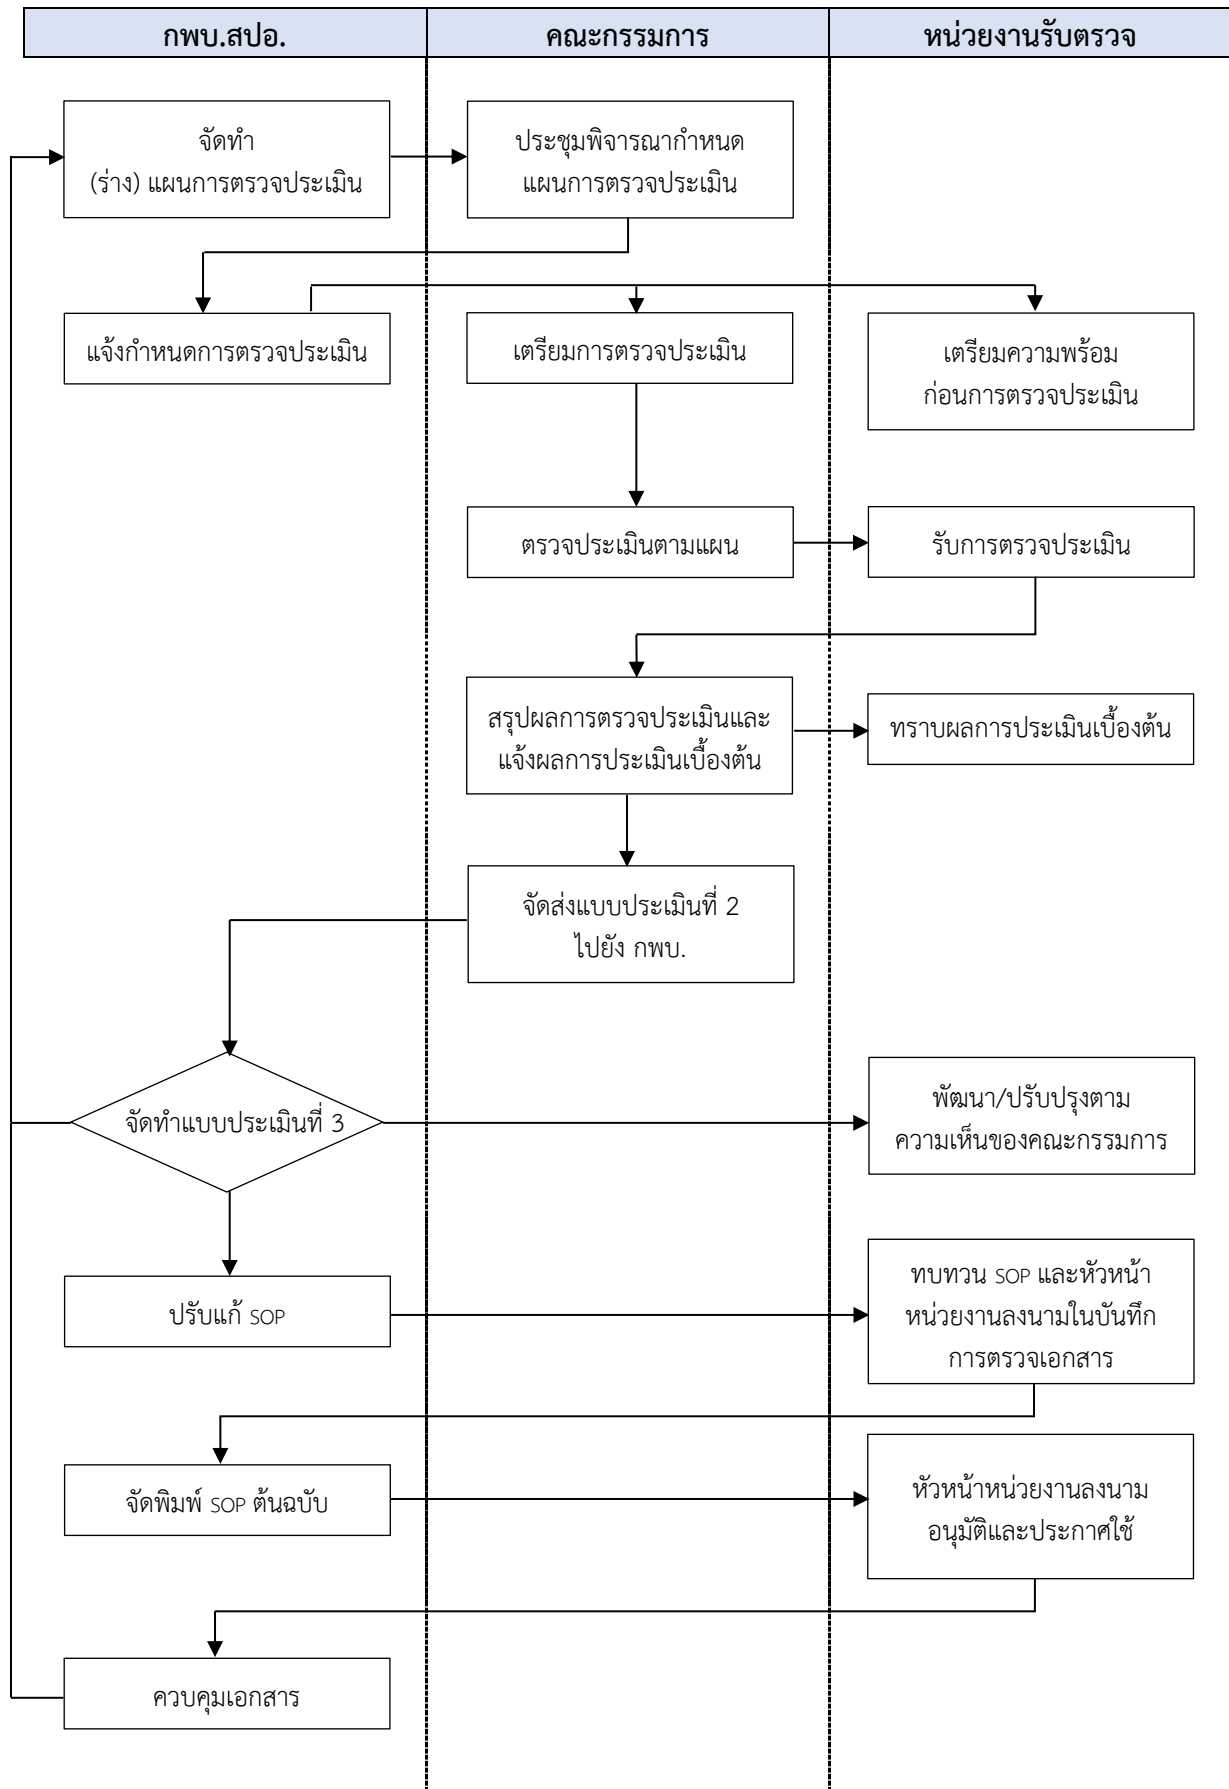 กพบ.สปอ.
คณะกรรมการ
หน่วยงานรับตรวจ
จัดทำ
(ร่าง) แผนการตรวจประเมิน
ประชุมพิจารณากำหนด
แผนการตรวจประเมิน
แจ้งกำหนดการตรวจประเมิน
เตรียมการตรวจประเมิน
เตรียมความพร้อม
ก่อนการตรวจประเมิน
ตรวจประเมินตามแผน
รับการตรวจประเมิน
สรุปผลการตรวจประเมินและ
แจ้งผลการประเมินเบื้องต้น
ทราบผลการประเมินเบื้องต้น
จัดส่งแบบประเมินที่ 2
ไปยัง กพบ.
จัดทำแบบประเมินที่ 3
พัฒนา/ปรับปรุงตาม
ความเห็นของคณะกรรมการ
ปรับแก้ SOP
ทบทวน SOP และหัวหน้า
หน่วยงานลงนามในบันทึก
การตรวจเอกสาร
จัดพิมพ์ SOP ต้นฉบับ
หัวหน้าหน่วยงานลงนาม
อนุมัติและประกาศใช้
ควบคุมเอกสาร